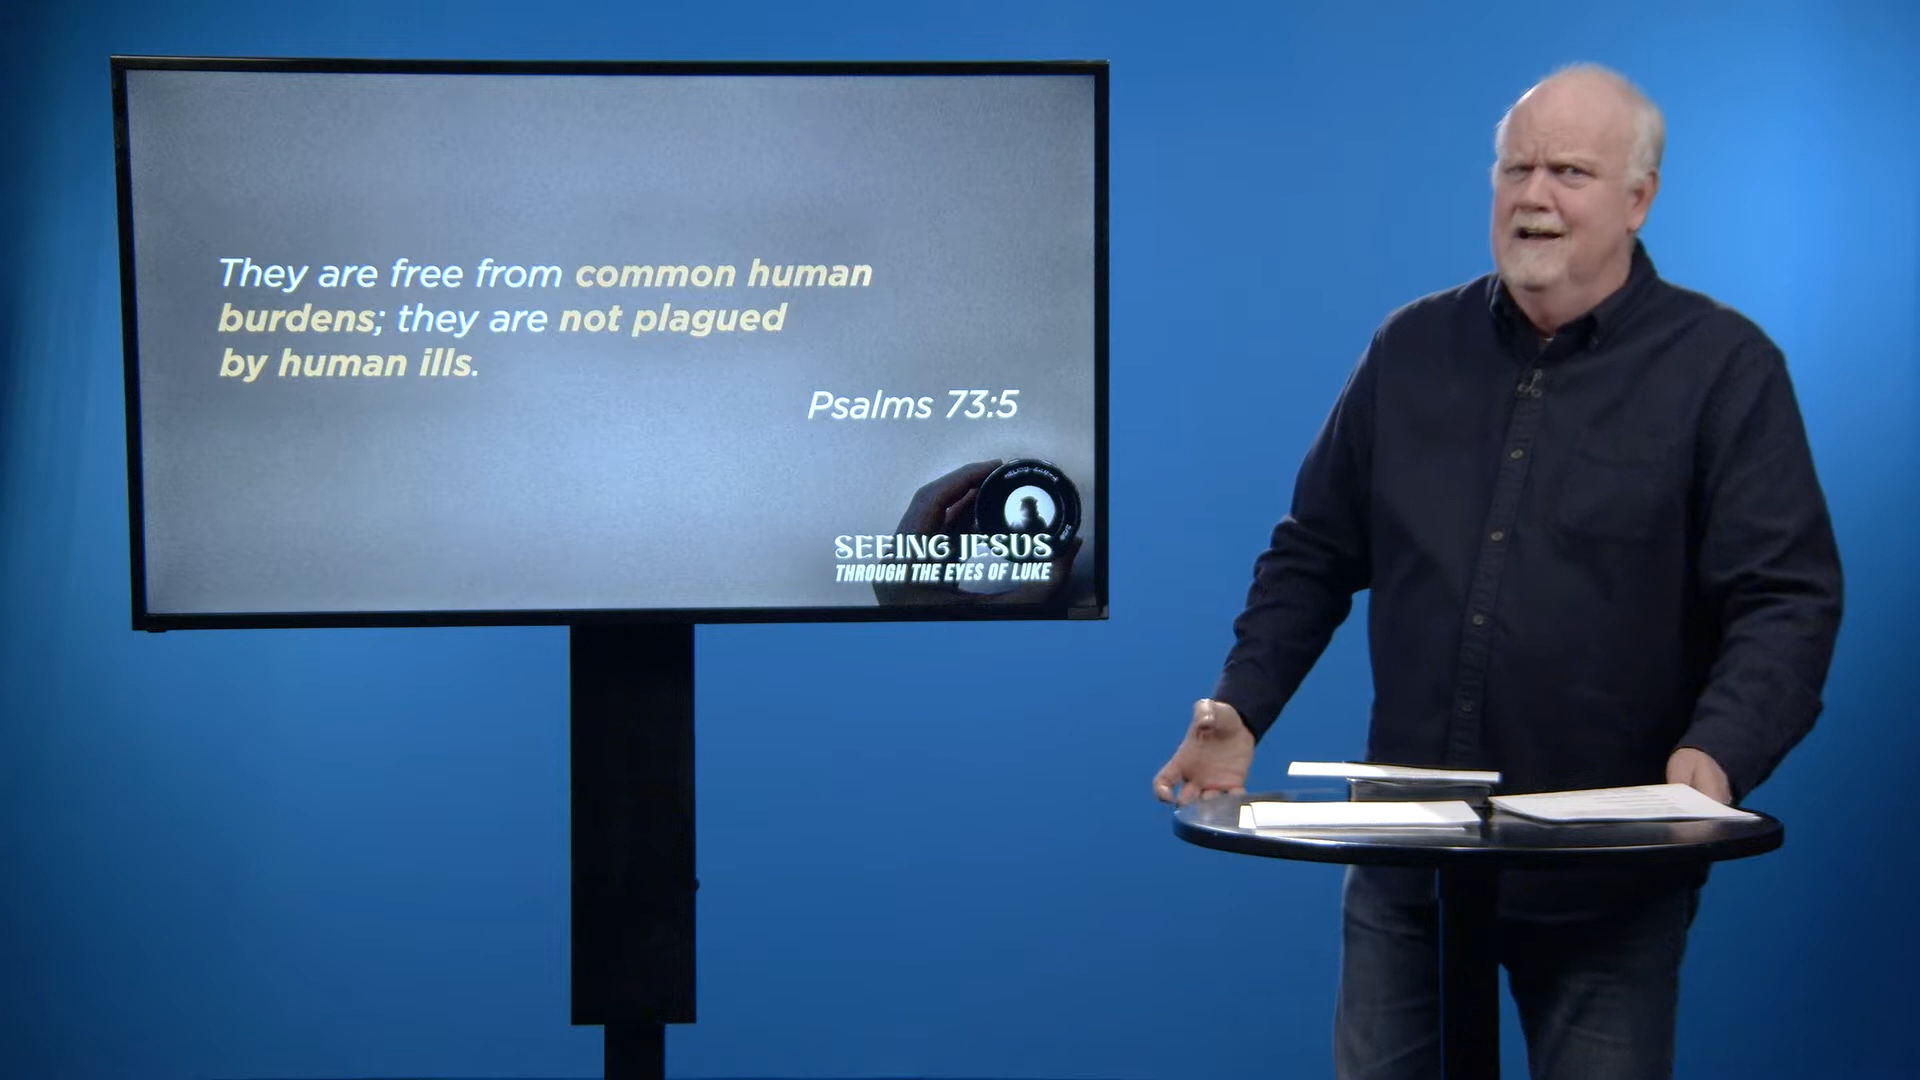 They are free from common human
burdens; they are not plagued
by human ills.
Psalms 73:5
SEEING JESUS
THROUGH THE EYES OF LUKE